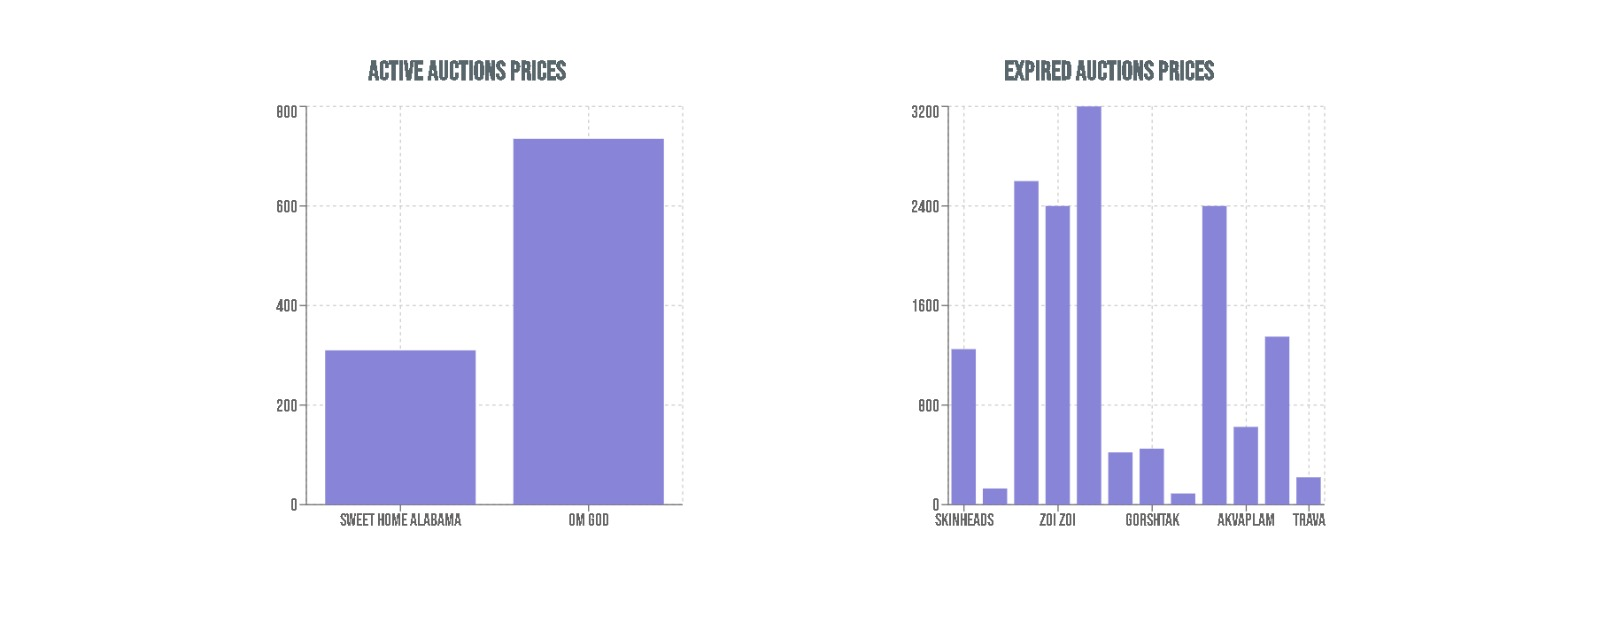 ACTIVE AUCTIONS PRICES
800
600
400
200
0
SWEET HOME ALABAMA
OM GOD
EXPIRED AUCTIONS PRICES
3200
2400
1600
800
0
SKINHEADS
ZOI ZOI
GORSHTAK
AKVAPLAM
TRAVA